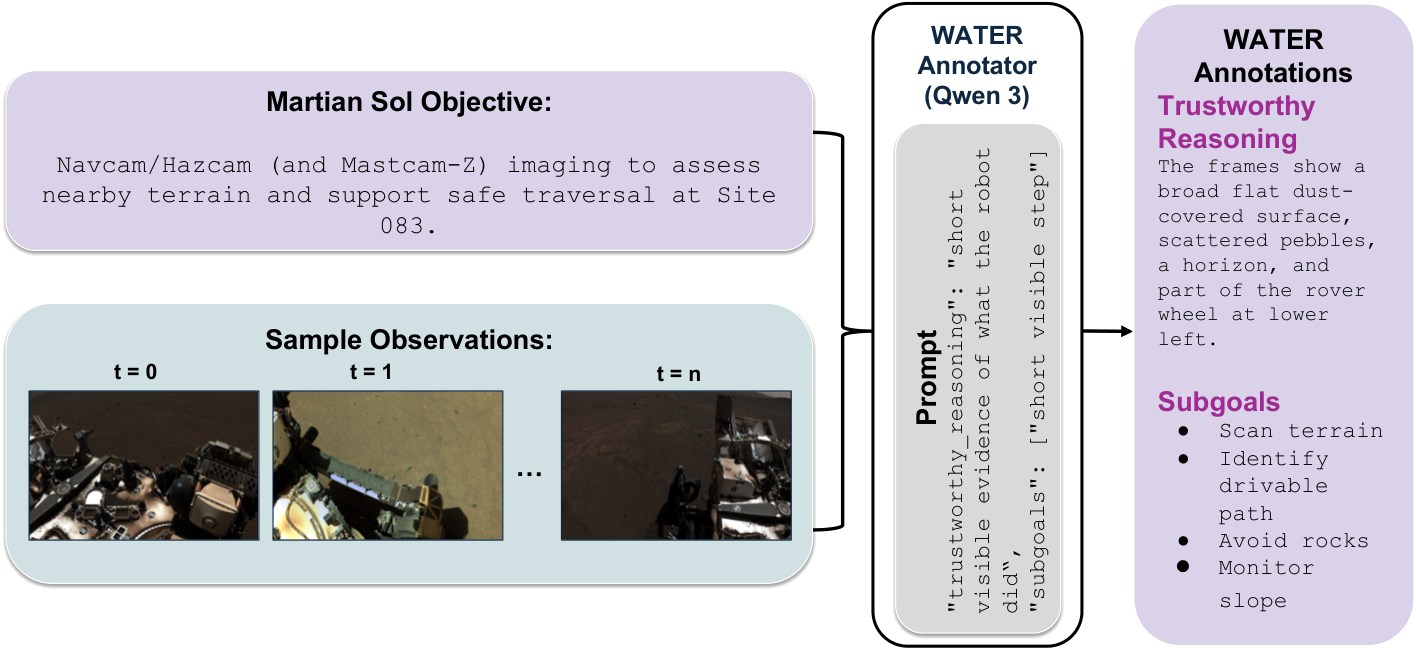 Martian Sol Objective:
Navcam/Hazcam (and Mastcam-Z) imaging to assess
nearby terrain and support safe traversal at Site
083.
Sample Observations:
t = 0
t = 1
t = n
...
WATER
Annotator
(Qwen 3)
Prompt
"trustworthy_reasoning": "short
visible evidence of what the robot
did‟,
"subgoals": ["short visible step"]
WATER
Annotations
Trustworthy
Reasoning
The frames show a
broad flat dust-
covered surface,
scattered pebbles,
a horizon, and
part of the rover
wheel at lower
left.
Subgoals
● Scan terrain
● Identify
drivable
path
● Avoid rocks
● Monitor
slope